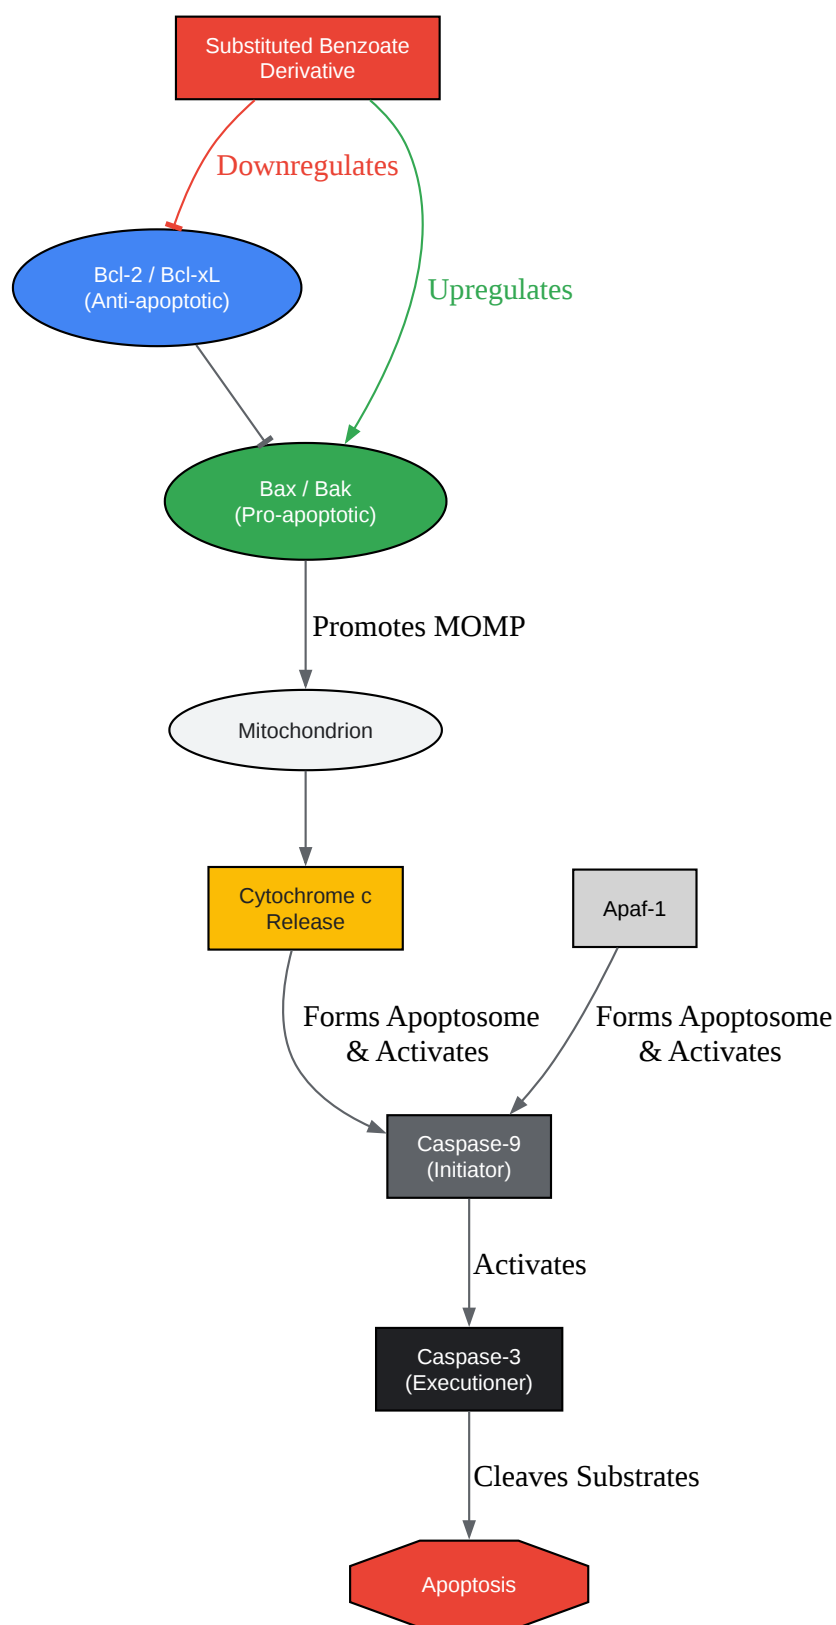 Substituted Benzoate
Derivative
Downregulates
Bcl-2 / Bcl-xL
(Anti-apoptotic)
Upregulates
Bax / Bak
(Pro-apoptotic)
Promotes MOMP
Mitochondrion
Cytochrome c
Release
Apaf-1
Forms Apoptosome
& Activates
Forms Apoptosome
& Activates
Caspase-9
(Initiator)
Activates
Caspase-3
(Executioner)
Cleaves Substrates
Apoptosis